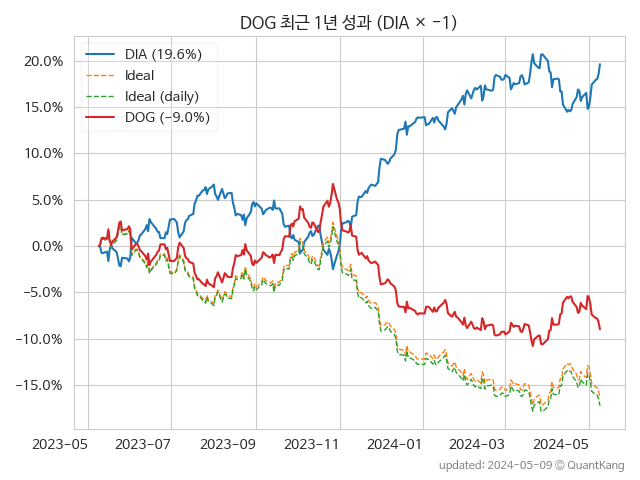 DOG 최근 1년 성과 (DIA × −1)
DIA (19.6%)
Ideal
Ideal (daily)
DOG (−9.0%)
20.0%
15.0%
10.0%
5.0%
0.0%
−5.0%
−10.0%
−15.0%
2023-05 2023-07 2023-09 2023-11 2024-01 2024-03 2024-05
updated: 2024-05-09 ⓒ QuantKang